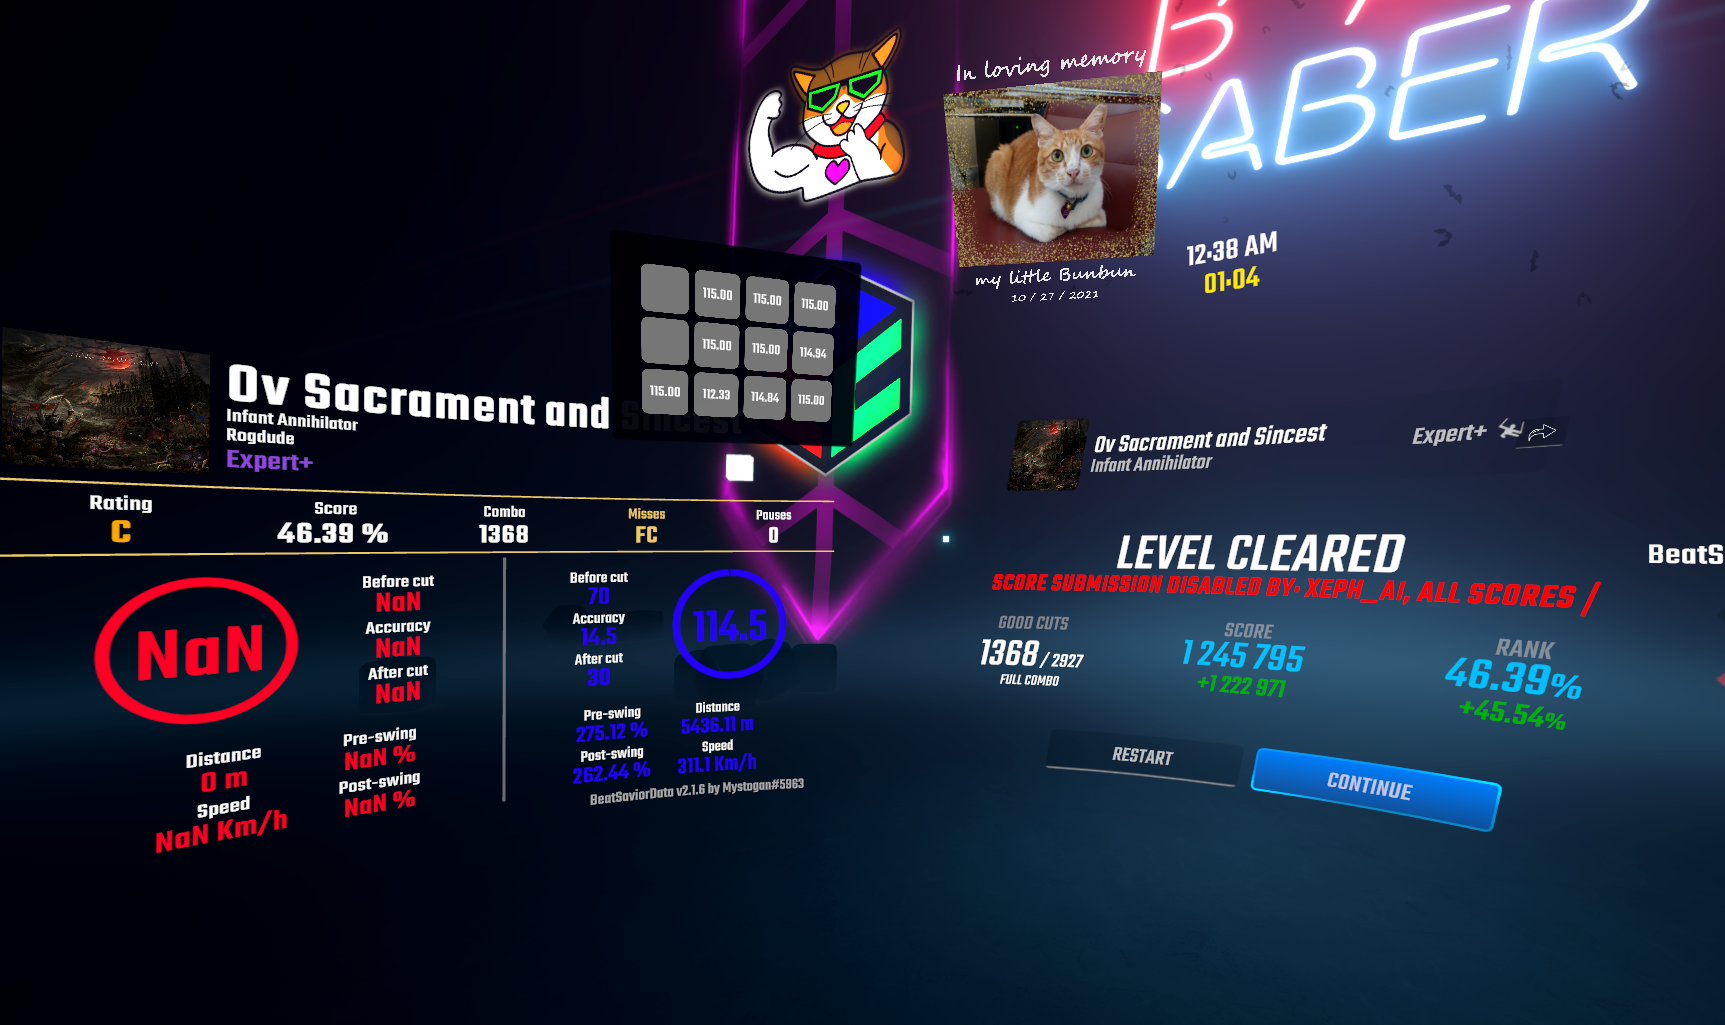 In loving memory
SABER
my little Bunbun
10 / 27 / 2021
12:38 AM
01:04
115.00 115.00 115.00
115.00 115.00 114.94
115.00 112.33 114.84 115.00
Ov Sacrament and Sincest
Infant Annihilator
Rogdude
Expert+
Rating
C
Score
46.39 %
Combo
1368
Misses
FC
Pauses
0
NaN
Before cut
NaN
Accuracy
NaN
After cut
NaN
Distance
0 m
Speed
NaN Km/h
Pre-swing
NaN %
Post-swing
NaN %
Before cut
70
Accuracy
14.5
After cut
30
114.5
Pre-swing
275.12 %
Post-swing
262.44 %
Distance
5436.11 m
Speed
311.1 Km/h
BeatSaviorData v2.1.6 by Mystogan#5963
Ov Sacrament and Sincest
Infant Annihilator
Expert+
LEVEL CLEARED
SCORE SUBMISSION DISABLED BY: XEPH_AI, ALL SCORES /
GOOD CUTS
1368 / 2927
FULL COMBO
SCORE
1 245 795
+1 222 971
RANK
46.39%
+45.54%
RESTART
CONTINUE
BeatS